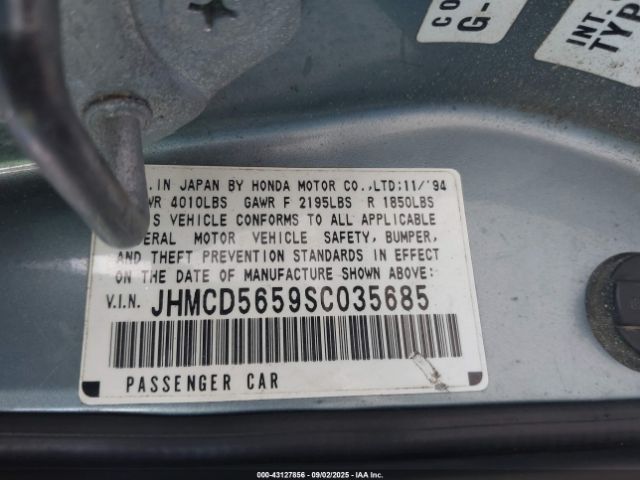 CO
G-
INT.
TYP
.IN JAPAN BY HONDA MOTOR CO.,LTD:11/'94
VR 4010LBS GAWR F 2195LBS R 1850LBS
S VEHICLE CONFORMS TO ALL APPLICABLE
ERAL MOTOR VEHICLE SAFETY, BUMPER,
AND THEFT PREVENTION STANDARDS IN EFFECT
ON THE DATE OF MANUFACTURE SHOWN ABOVE:
V.I.N. JHMCD5659SC035685
PASSENGER CAR
000-43127856 - 09/02/2025 - IAA Inc.